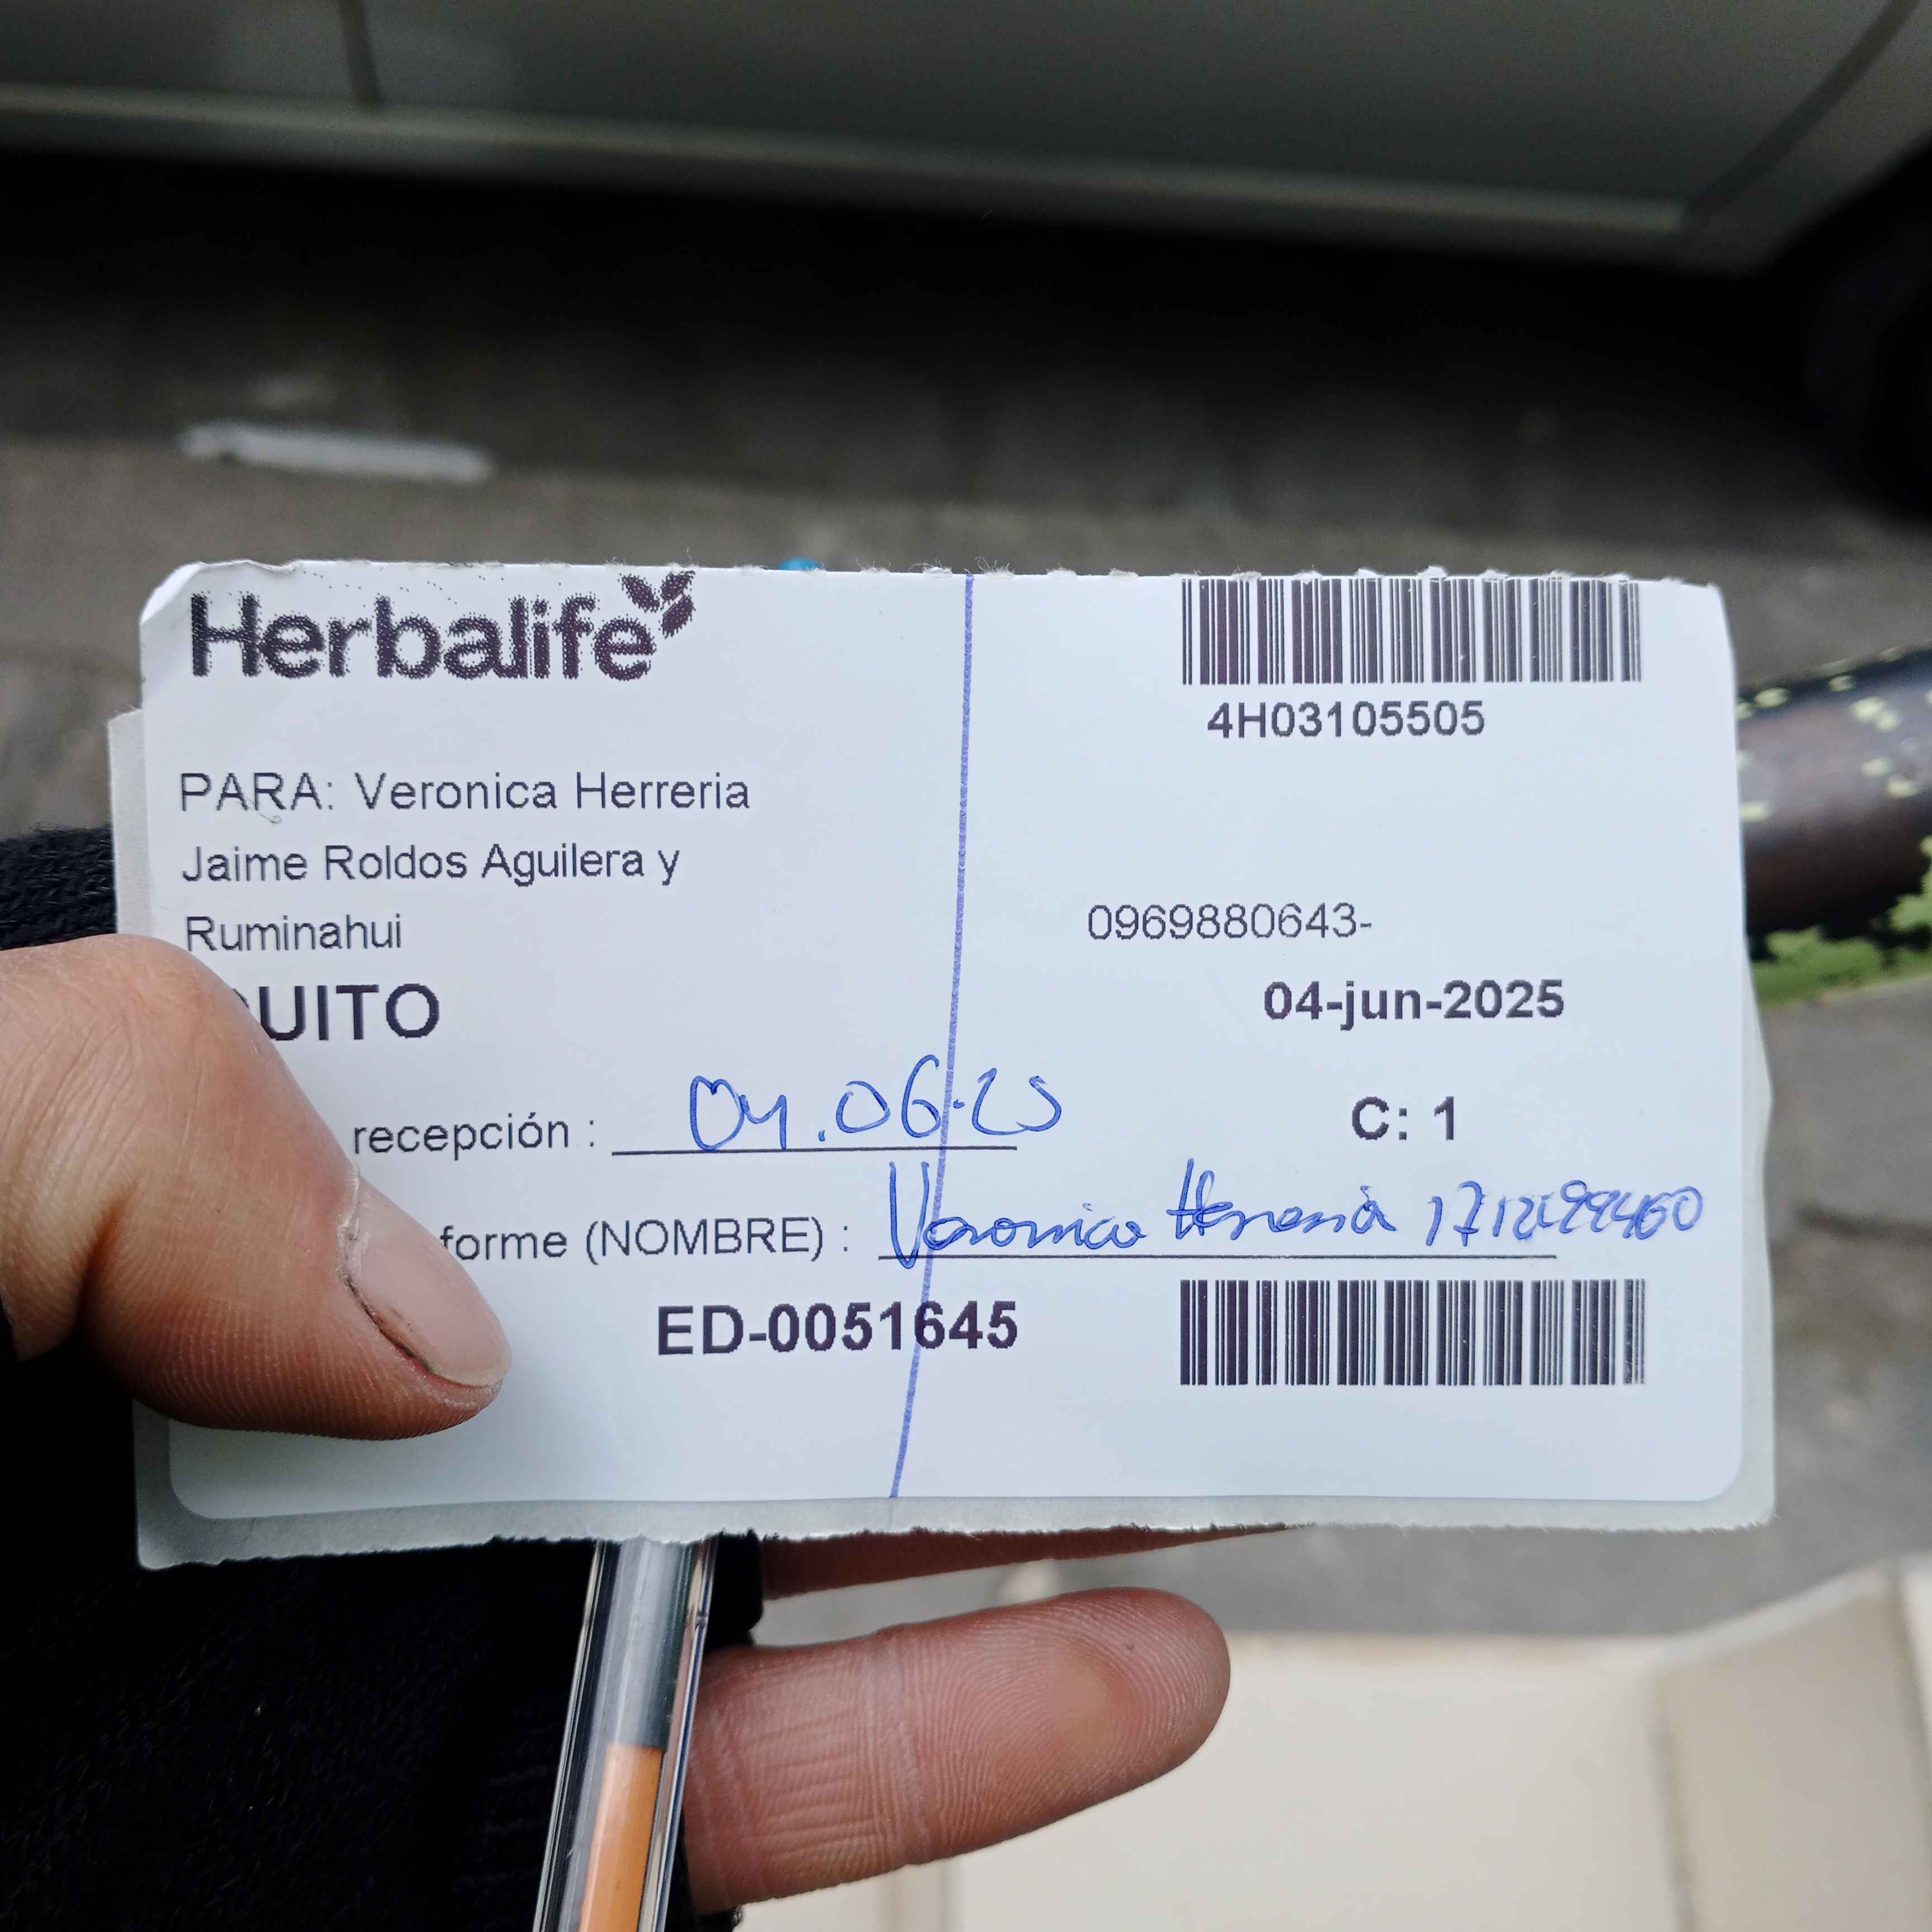 Herbalife
4H03105505
PARA: Veronica Herreria
Jaime Roldos Aguilera y
Ruminahui
0969880643-
UITO
04-jun-2025
recepción : 04.06.25
C: 1
forme (NOMBRE) : Veronica Herreria
ED-0051645